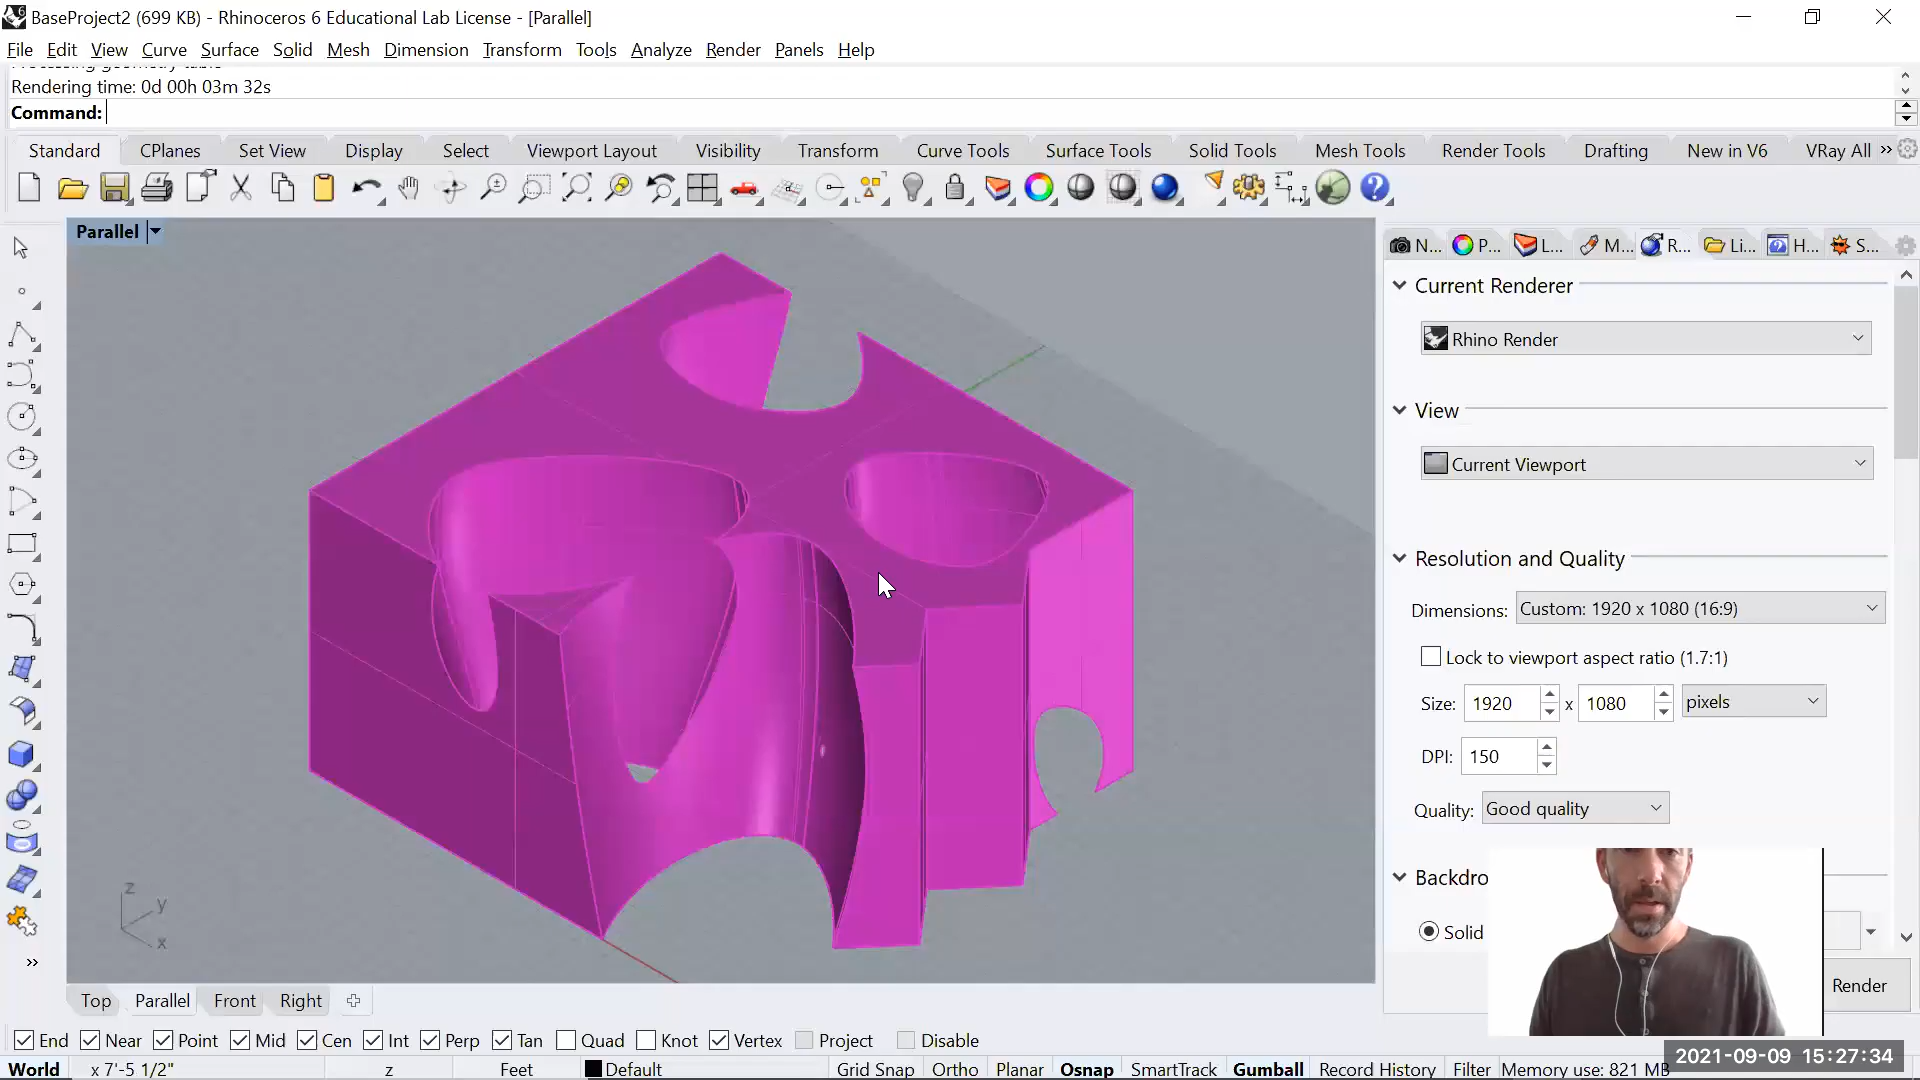 BaseProject2 (699 KB) - Rhinoceros 6 Educational Lab License - [Parallel]
File Edit View Curve Surface Solid Mesh Dimension Transform Tools Analyze Render Panels Help
Processing geometry table
Rendering time: 0d 00h 03m 32s
Command:
Standard CPlanes Set View Display Select Viewport Layout Visibility Transform Curve Tools Surface Tools Solid Tools Mesh Tools Render Tools Drafting New in V6 VRay All »
Parallel
N... P... L... M... R... Li... H... S...
Current Renderer
Rhino Render
View
Current Viewport
Resolution and Quality
Dimensions: Custom: 1920 x 1080 (16:9)
Lock to viewport aspect ratio (1.7:1)
Size: 1920 x 1080 pixels
DPI: 150
Quality: Good quality
Backdro
Solid
Render
z
y
x
»
Top Parallel Front Right
End Near Point Mid Cen Int Perp Tan Quad Knot Vertex Project Disable
World x 7'-5 1/2" z Feet Default Grid Snap Ortho Planar Osnap SmartTrack Gumball Record History Filter Memory use: 821 MB
2021-09-09 15:27:34